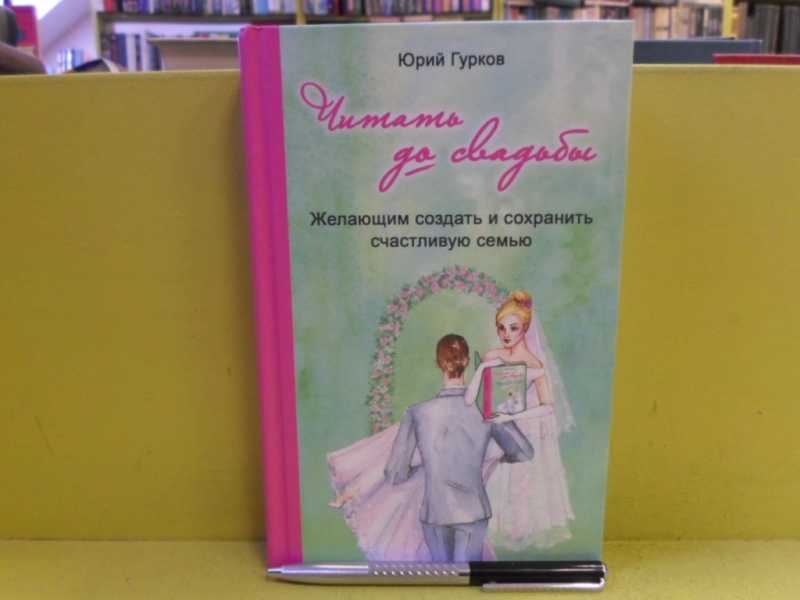 Юрий Гурков
Читать
до свадьбы
Желающим создать и сохранить
счастливую семью